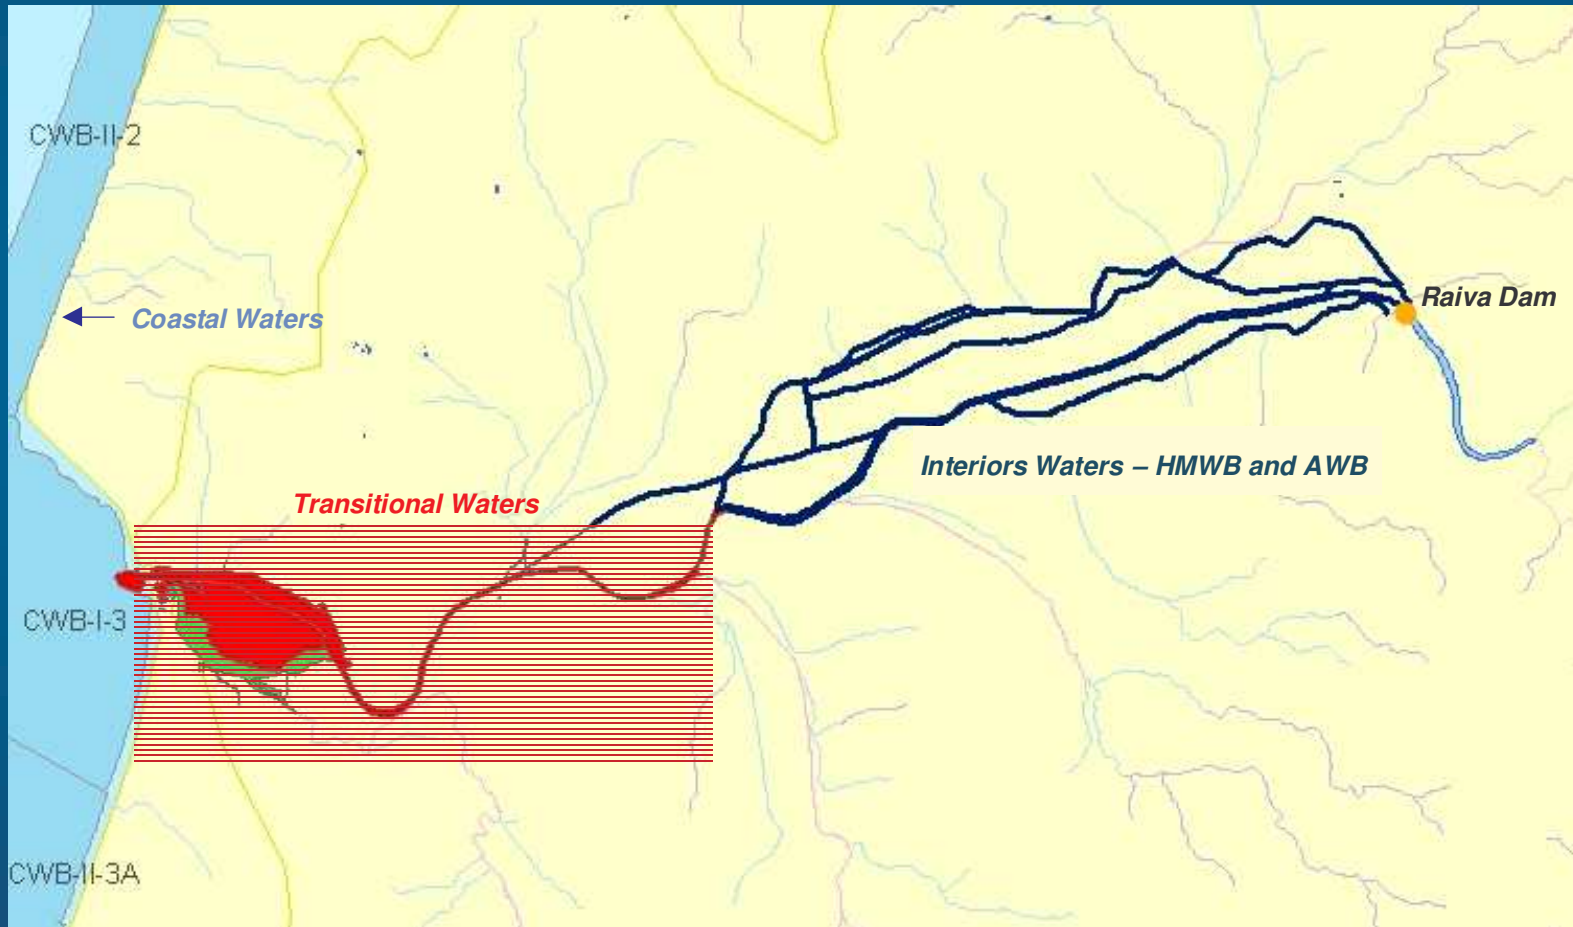 CWB-II-2
Raiva Dam
Coastal Waters
Interiors Waters – HMWB and AWB
Transitional Waters
CWB-I-3
CWB-II-3A